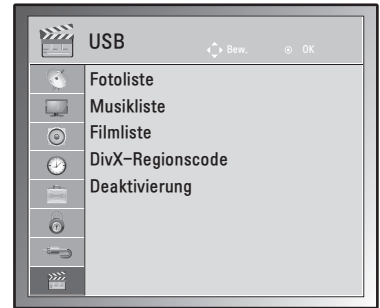 USB
Bew. OK
Fotoliste
Musikliste
Filmliste
DivX-Regionscode
Deaktivierung